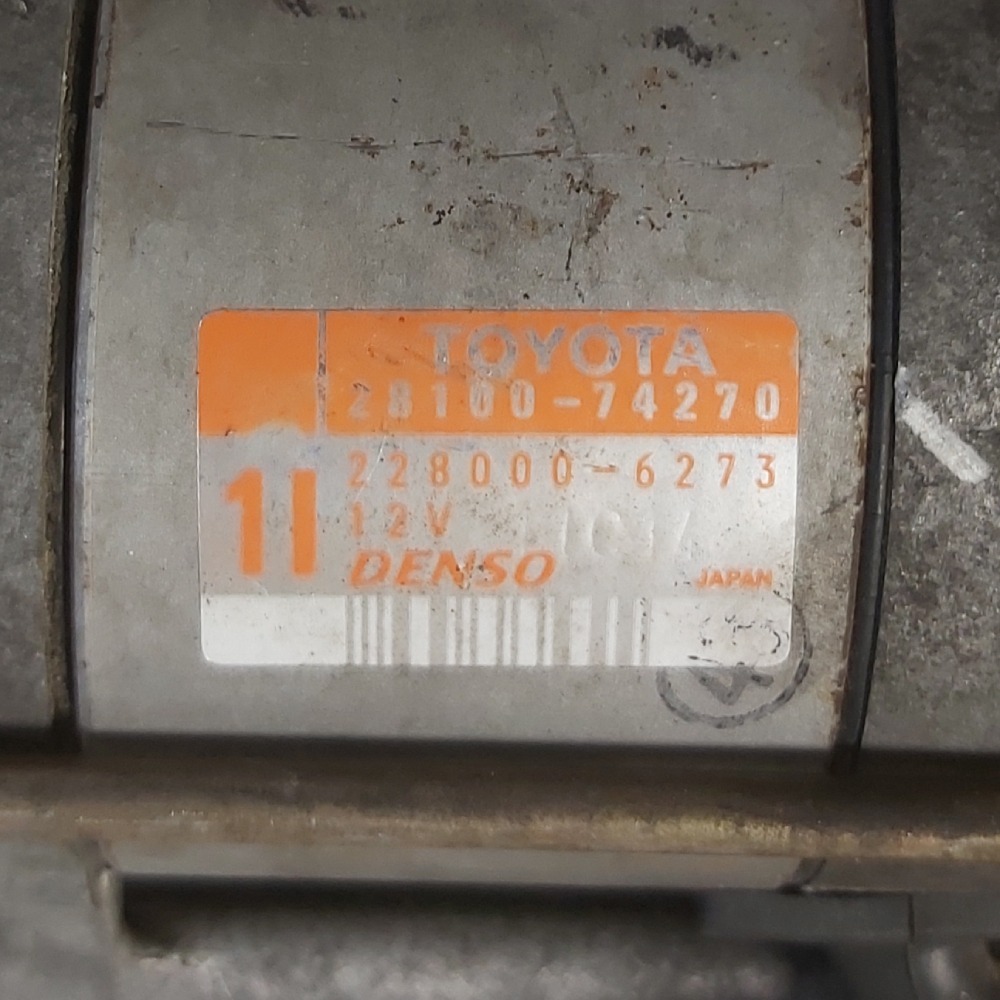 TOYOTA
28100-74270
11
228000-6273
12V
DENSO
JAPAN